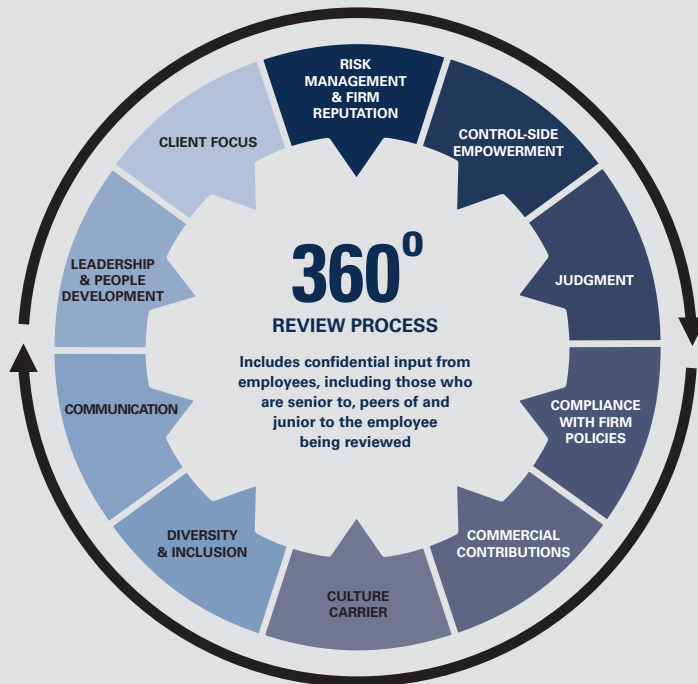 RISK
MANAGEMENT
& FIRM
REPUTATION
CONTROL-SIDE
EMPOWERMENT
JUDGMENT
COMPLIANCE
WITH FIRM
POLICIES
COMMERCIAL
CONTRIBUTIONS
CULTURE
CARRIER
DIVERSITY
& INCLUSION
COMMUNICATION
LEADERSHIP
& PEOPLE
DEVELOPMENT
CLIENT FOCUS
360⁰
REVIEW PROCESS
Includes confidential input from
employees, including those who
are senior to, peers of and
junior to the employee
being reviewed